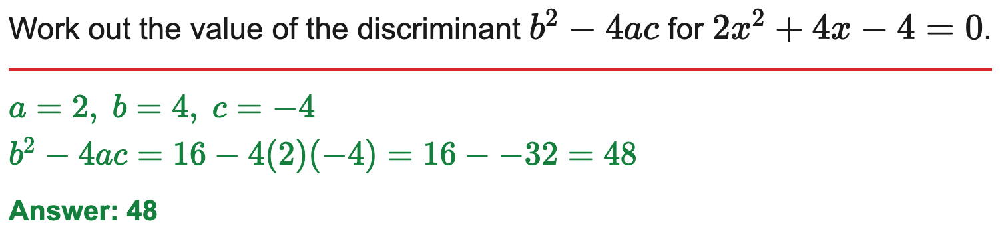 Work out the value of the discriminant b² − 4ac for 2x² + 4x − 4 = 0.
a = 2, b = 4, c = −4
b² − 4ac = 16 − 4(2)(−4) = 16 − −32 = 48
Answer: 48